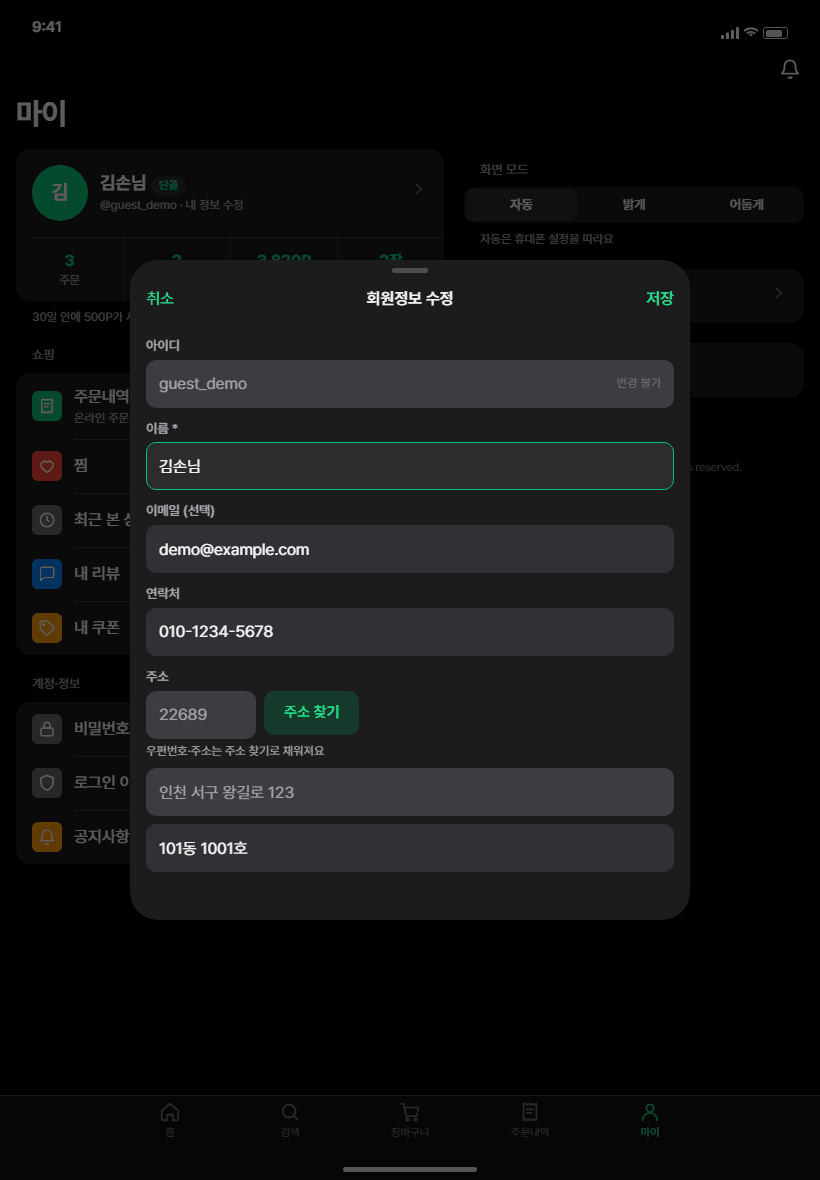 9:41
마이
김
김손님 단골
@guest_demo · 내 정보 수정
3
주문
30일 안에 500P가
쇼핑
주문내역
온라인 주문
찜
최근 본
내 리뷰
내 쿠폰
계정·정보
비밀번호
로그인
공지사항
화면 모드
자동 밝게 어둡게
자동은 휴대폰 설정을 따라요
reserved.
취소 회원정보 수정 저장
아이디
guest_demo 변경 불가
이름 *
김손님
이메일 (선택)
demo@example.com
연락처
010-1234-5678
주소
22689 주소 찾기
우편번호·주소는 주소 찾기로 채워져요
인천 서구 왕길로 123
101동 1001호
홈 검색 장바구니 주문내역 마이